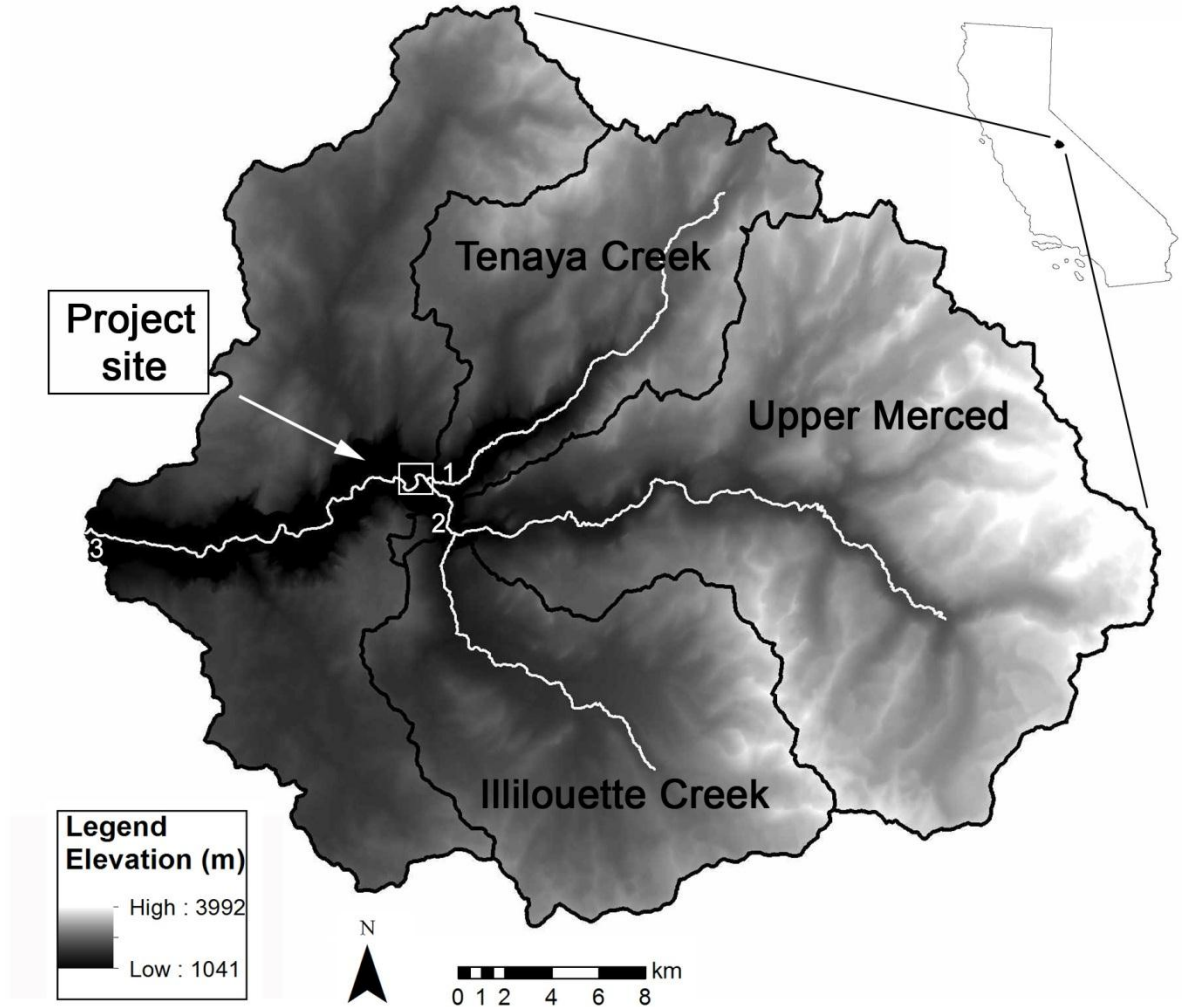 Tenaya Creek
Project
site
Upper Merced
1
2
3
Illilouette Creek
Legend
Elevation (m)
High : 3992
Low : 1041
N
km
0 1 2 4 6 8